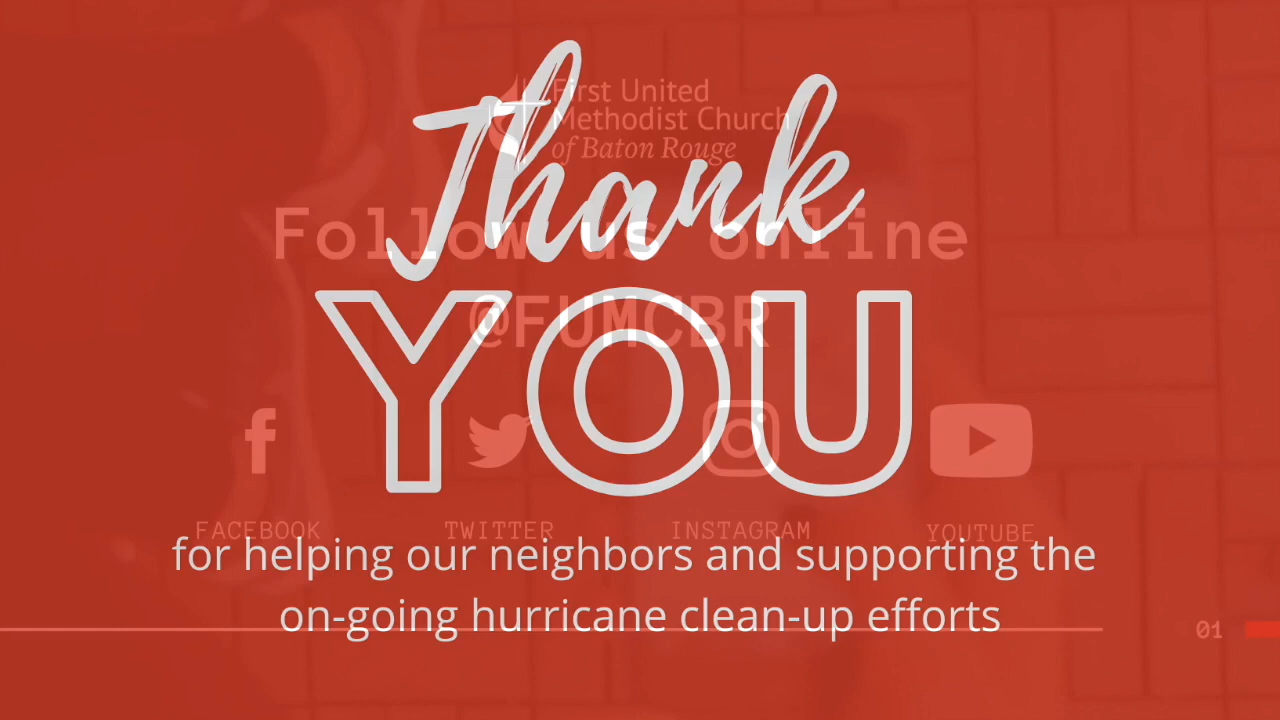 First United
Methodist Church
of Baton Rouge
Thank
Follow us online
@FUMCBR
YOU
FACEBOOK
TWITTER
INSTAGRAM
YOUTUBE
for helping our neighbors and supporting the
on-going hurricane clean-up efforts
01